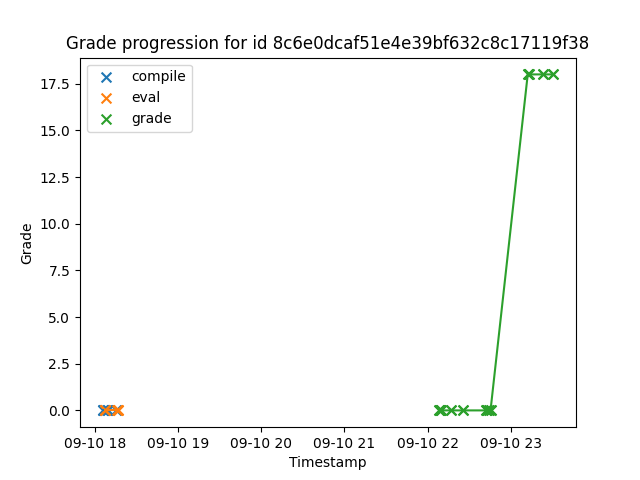 Grade progression for id 8c6e0dcaf51e4e39bf632c8c17119f38
compile
eval
grade
17.5
15.0
12.5
10.0
7.5
5.0
2.5
0.0
Grade
09-10 18 09-10 19 09-10 20 09-10 21 09-10 22 09-10 23
Timestamp